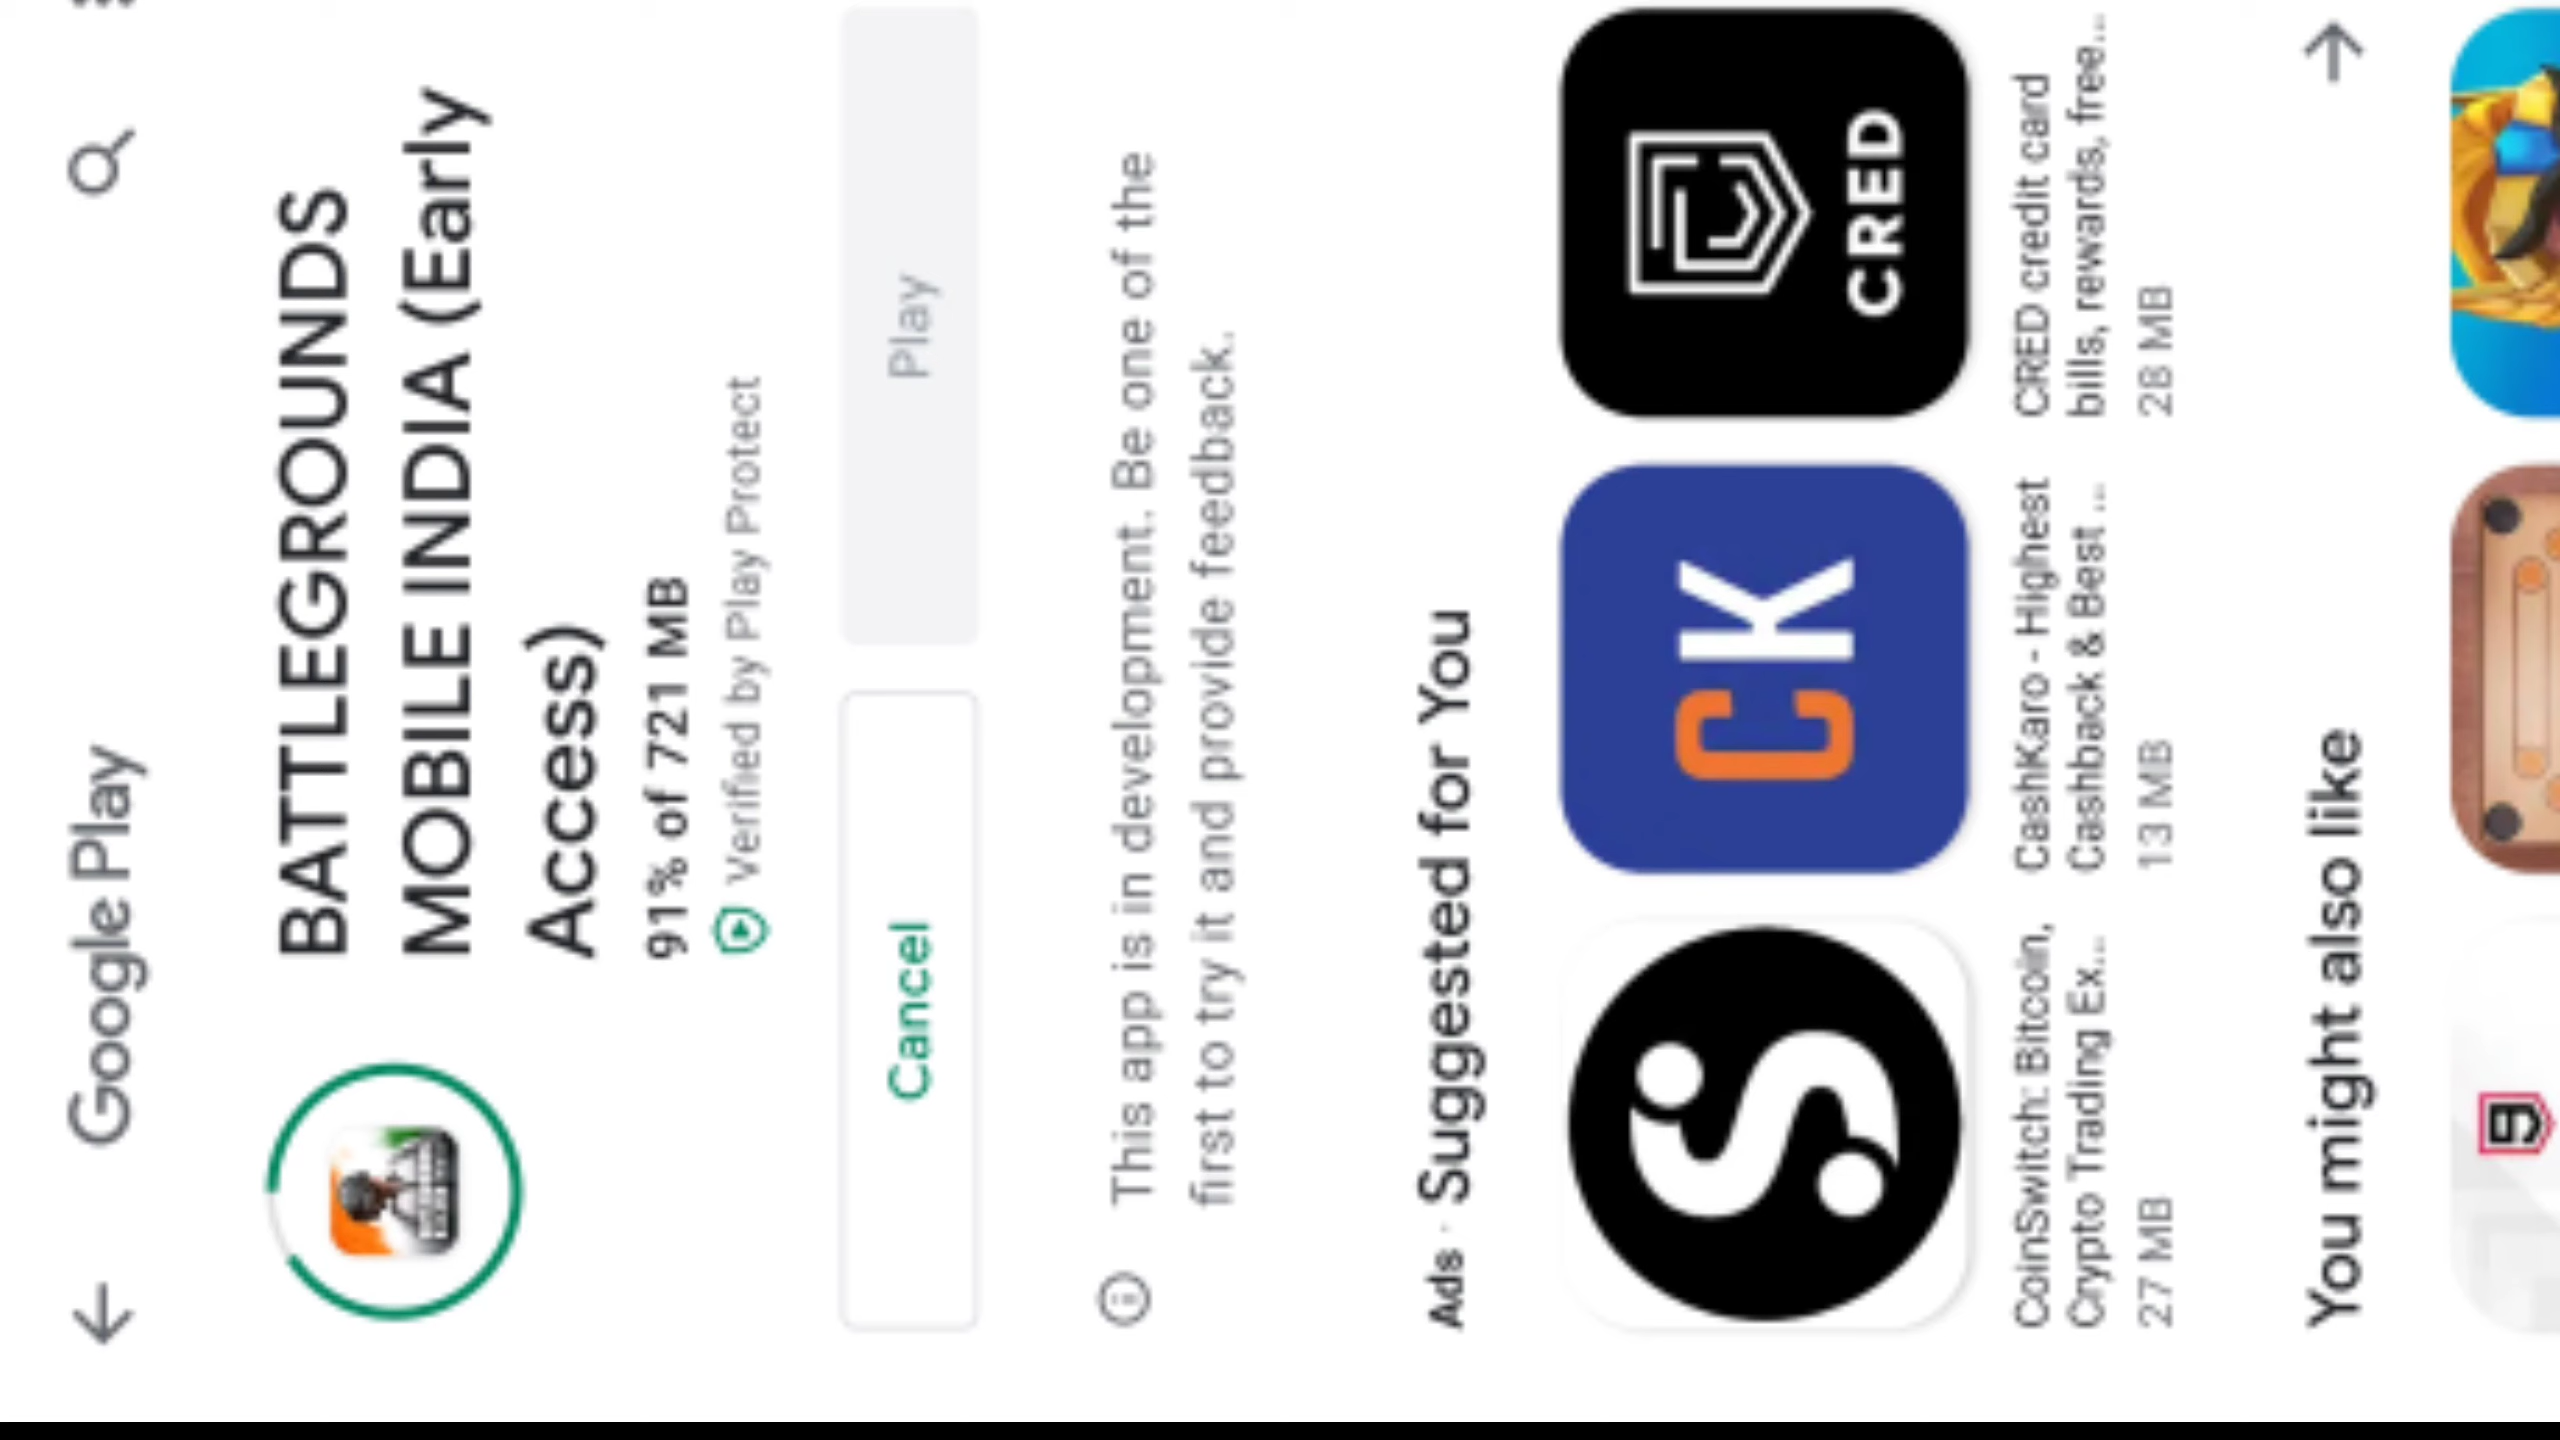 Google Play
BATTLEGROUNDS
MOBILE INDIA (Early
Access)
91% of 721 MB
Verified by Play Protect
Cancel
Play
This app is in development. Be one of the
first to try it and provide feedback.
Ads · Suggested for You
CK
CRED
CoinSwitch: Bitcoin,
Crypto Trading Ex...
27 MB
CashKaro - Highest
Cashback & Best ...
13 MB
CRED credit card
bills, rewards, free...
28 MB
You might also like